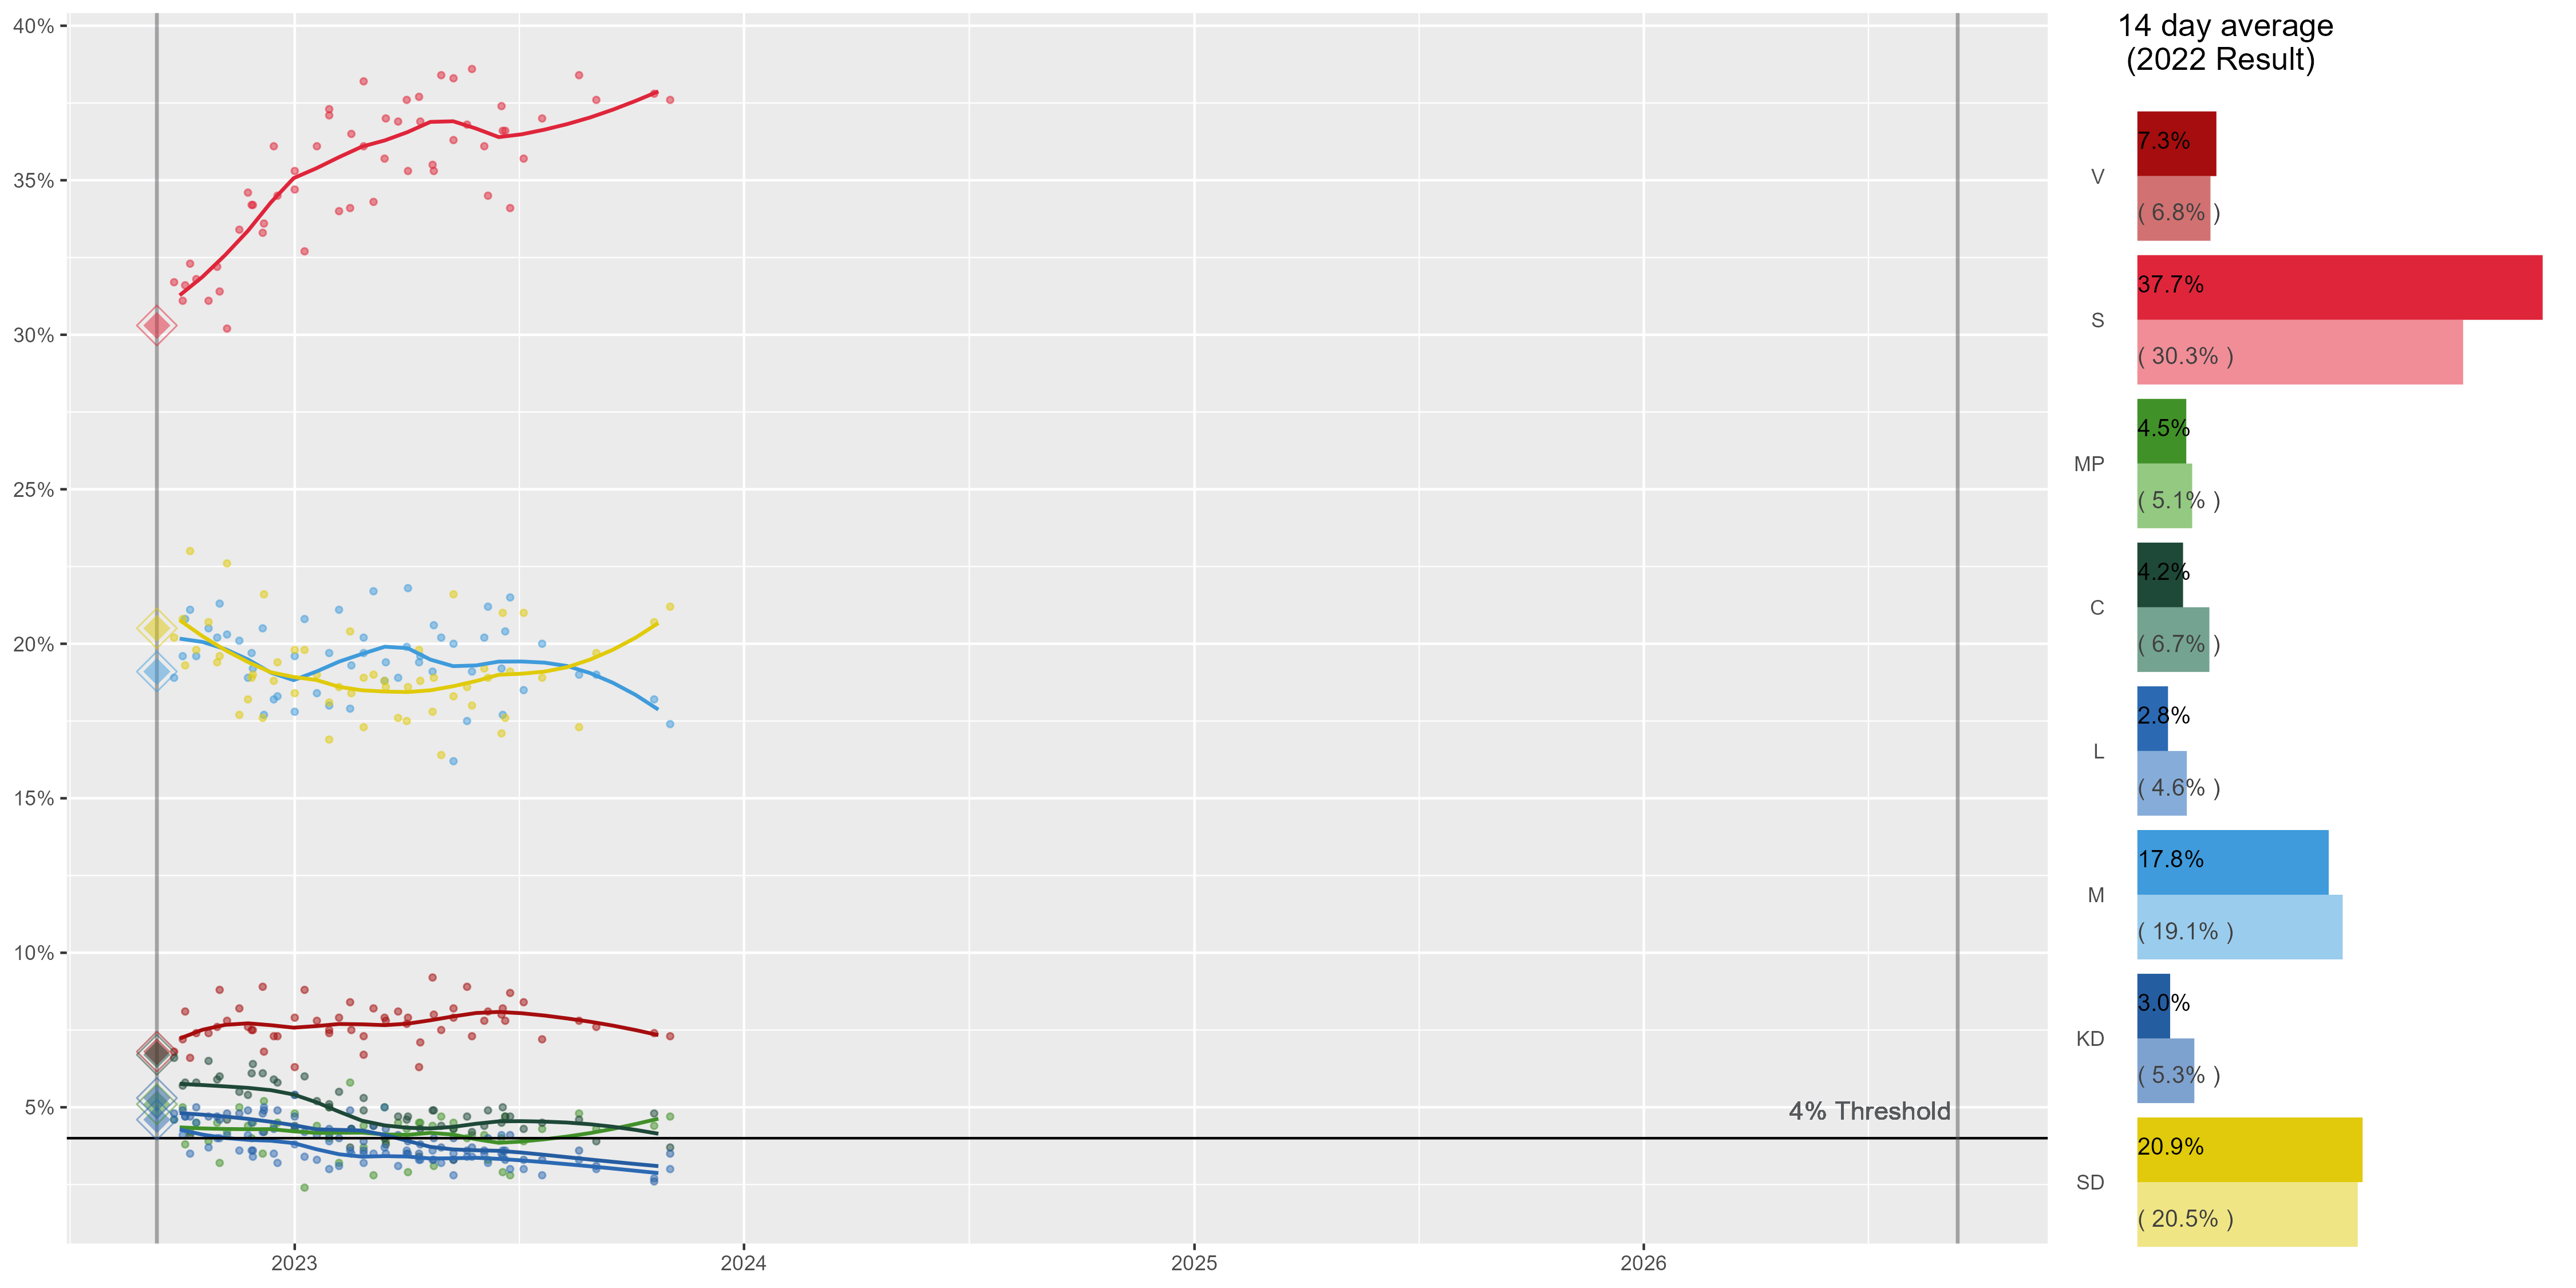 40%
35%
30%
25%
20%
15%
10%
5%
4% Threshold
2023
2024
2025
2026
14 day average
(2022 Result)
V
7.3%
( 6.8% )
S
37.7%
( 30.3% )
MP
4.5%
( 5.1% )
C
4.2%
( 6.7% )
L
2.8%
( 4.6% )
M
17.8%
( 19.1% )
KD
3.0%
( 5.3% )
SD
20.9%
( 20.5% )